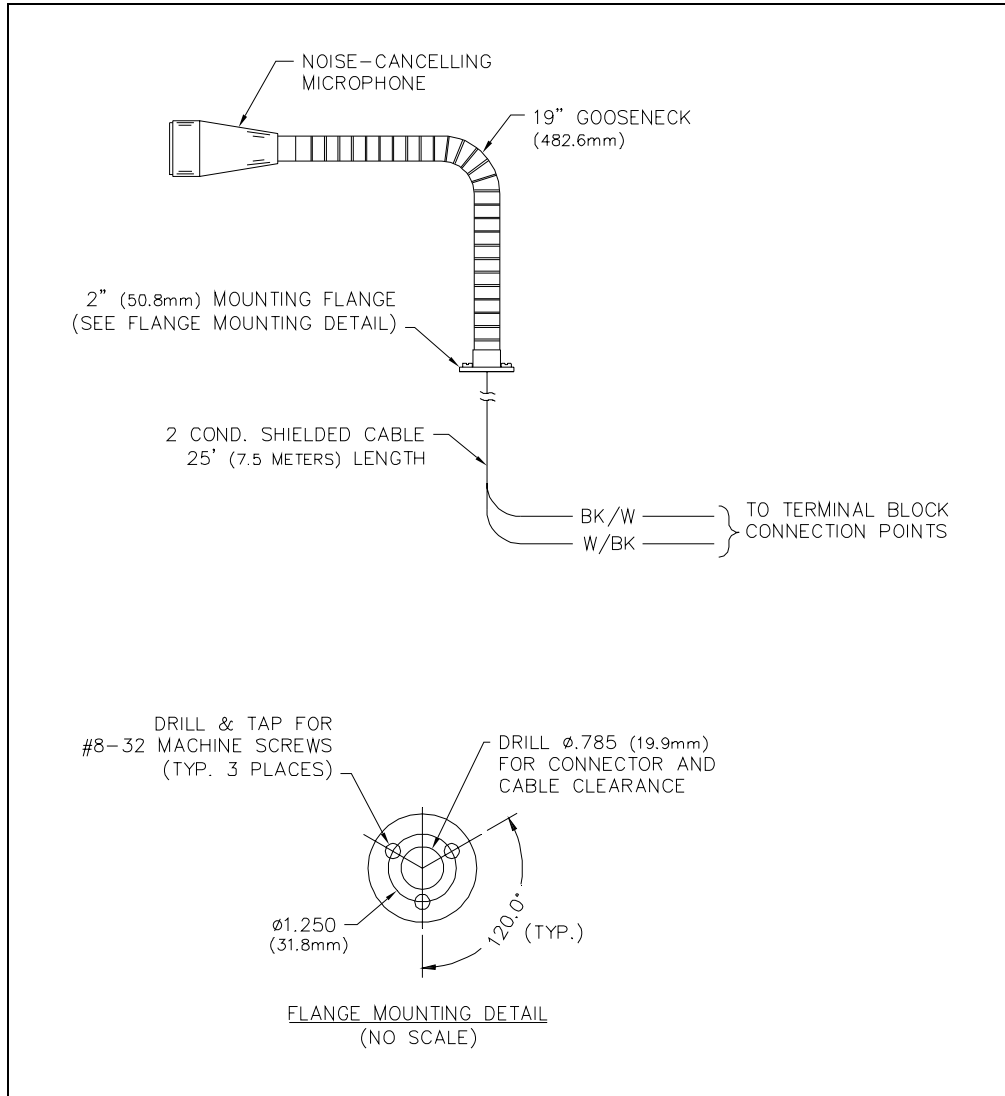 NOISE-CANCELLING
MICROPHONE
19" GOOSENECK
(482.6mm)
2" (50.8mm) MOUNTING FLANGE
(SEE FLANGE MOUNTING DETAIL)
2 COND. SHIELDED CABLE
25' (7.5 METERS) LENGTH
BK/W
W/BK
TO TERMINAL BLOCK
CONNECTION POINTS
DRILL & TAP FOR
#8-32 MACHINE SCREWS
(TYP. 3 PLACES)
DRILL ø.785 (19.9mm)
FOR CONNECTOR AND
CABLE CLEARANCE
ø1.250
(31.8mm)
120.0°
(TYP.)
FLANGE MOUNTING DETAIL
(NO SCALE)